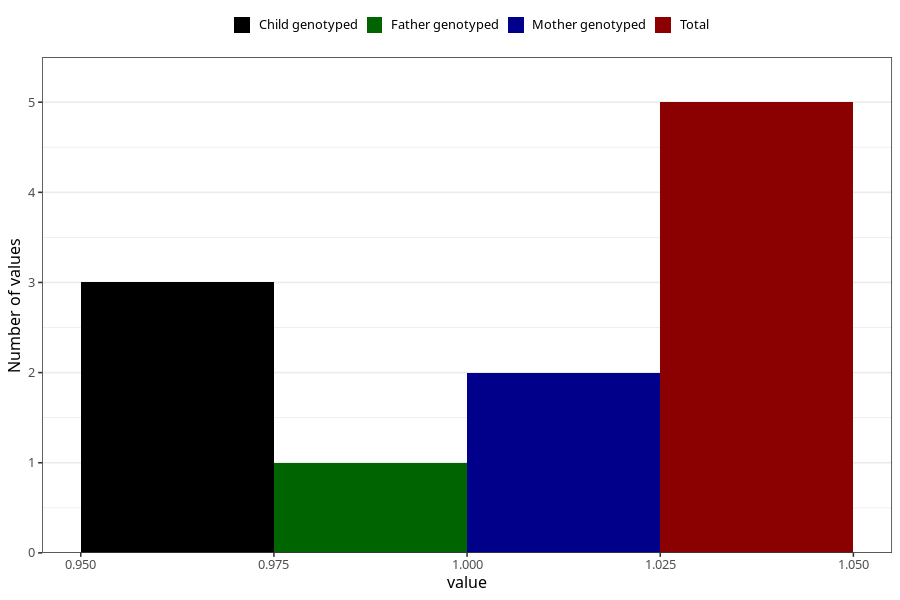 Child genotyped Father genotyped Mother genotyped Total
Number of values
5
4
3
2
1
0
0.950 0.975 1.000 1.025 1.050
value